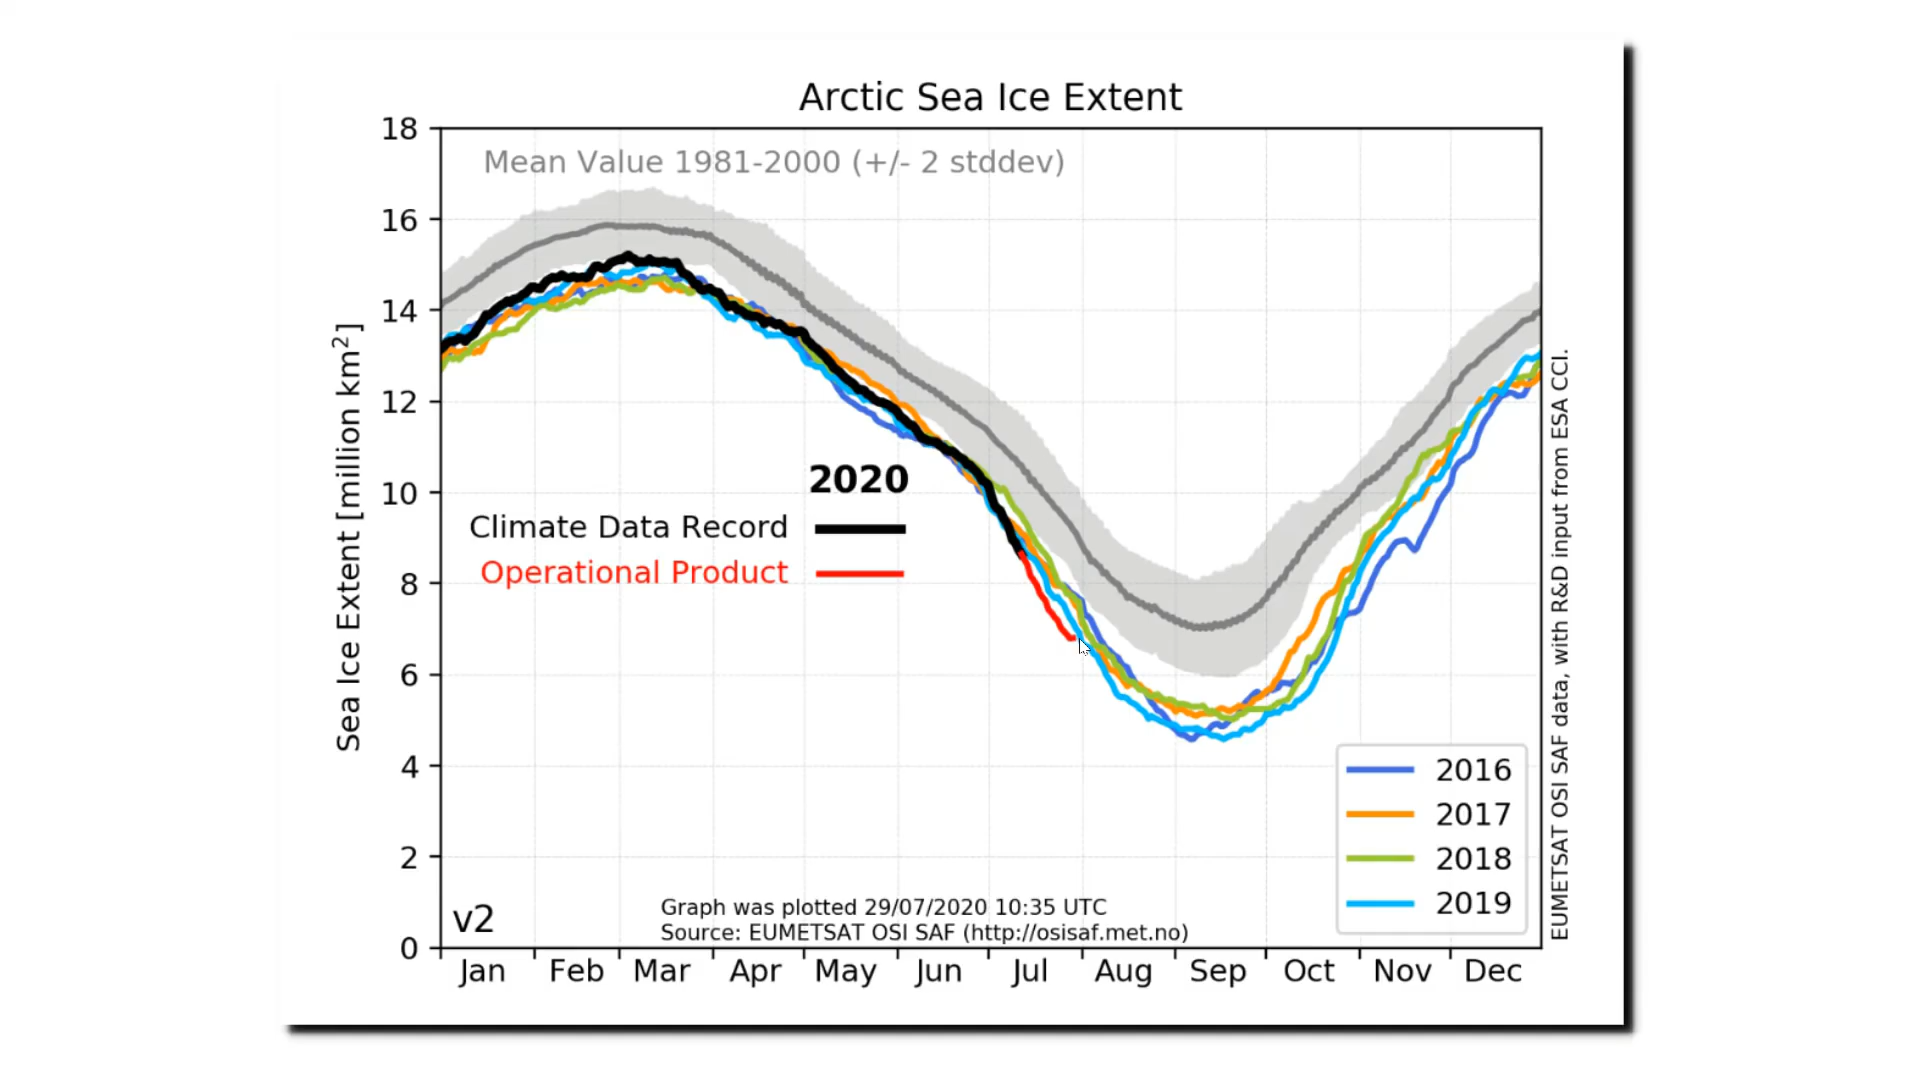 Arctic Sea Ice Extent
18
Mean Value 1981-2000 (+/- 2 stddev)
16
14
12
10
8
6
4
2
0
Sea Ice Extent [million km²]
2020
Climate Data Record
Operational Product
2016
2017
2018
2019
v2
Graph was plotted 29/07/2020 10:35 UTC
Source: EUMETSAT OSI SAF (http://osisaf.met.no)
Jan Feb Mar Apr May Jun Jul Aug Sep Oct Nov Dec
EUMETSAT OSI SAF data, with R&D input from ESA CCI.